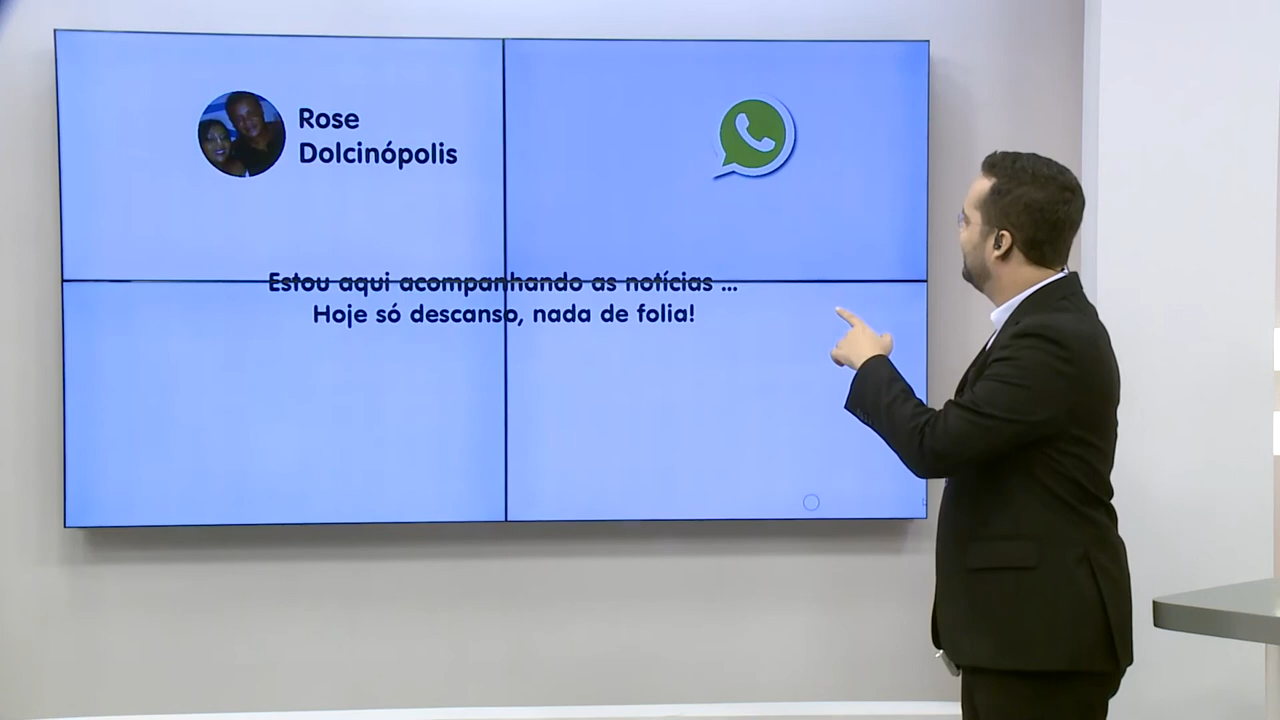 Rose
Dolcinópolis
Estou aqui acompanhando as notícias ...
Hoje só descanso, nada de folia!